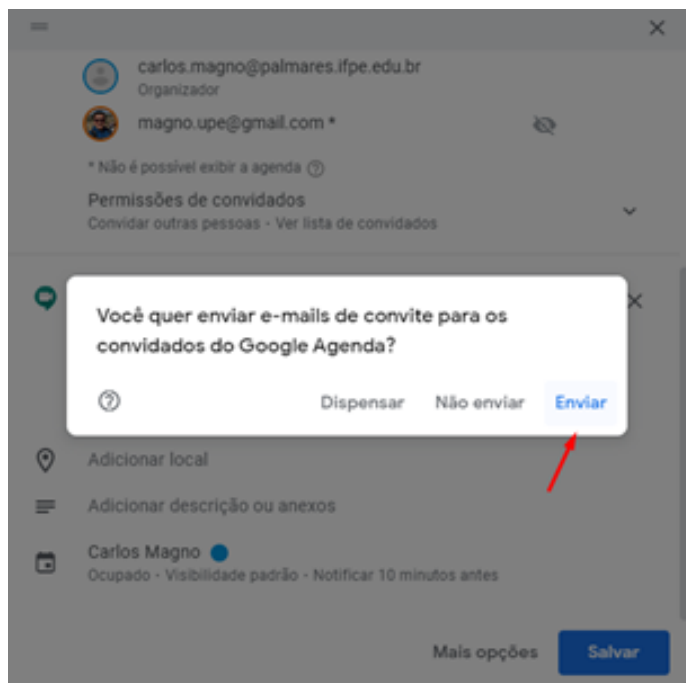 carlos.magno@palmares.ifpe.edu.br
Organizador
magno.upe@gmail.com *
* Não é possível exibir a agenda
Permissões de convidados
Convidar outras pessoas - Ver lista de convidados
Você quer enviar e-mails de convite para os
convidados do Google Agenda?
Dispensar Não enviar Enviar
Adicionar local
Adicionar descrição ou anexos
Carlos Magno
Ocupado - Visibilidade padrão - Notificar 10 minutos antes
Mais opções Salvar